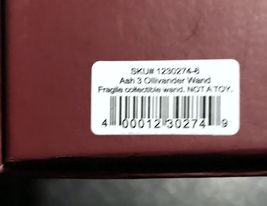 SKU# 1230274-6
Ash 3 Ollivander Wand
Fragile collectible wand. NOT A TOY.
4 00012 30274 9